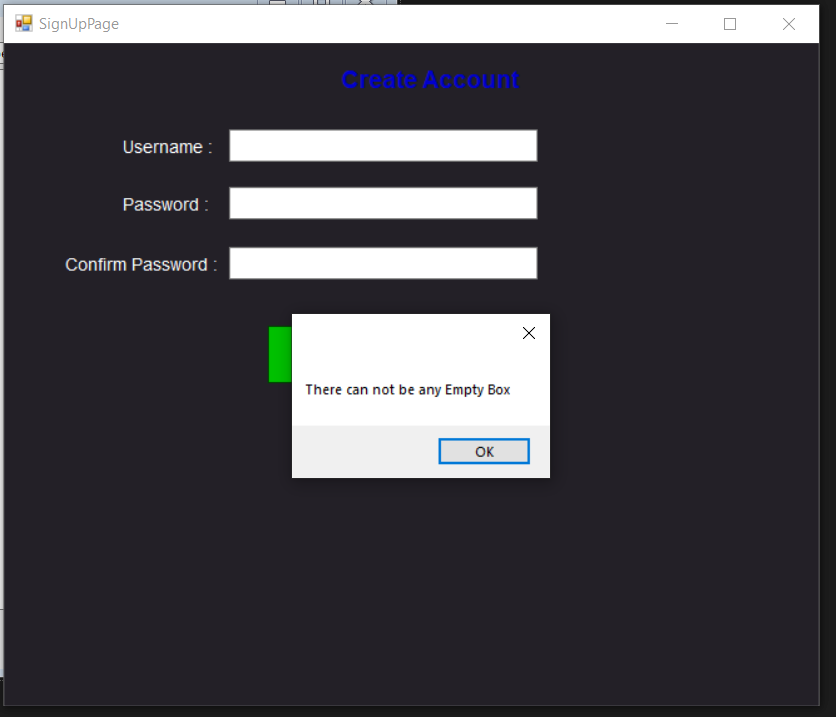 SignUpPage
Create Account
Username :
Password :
Confirm Password :
There can not be any Empty Box
OK